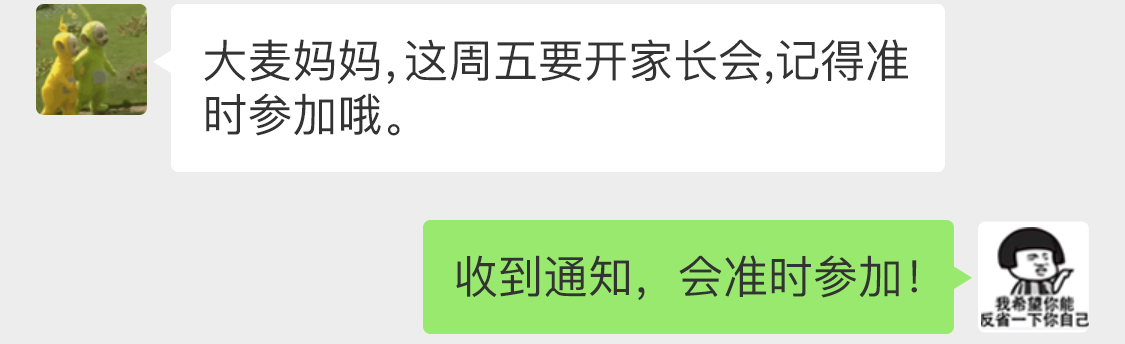 大麦妈妈,这周五要开家长会,记得准
时参加哦。
收到通知，会准时参加！
我希望你能
反省一下你自己